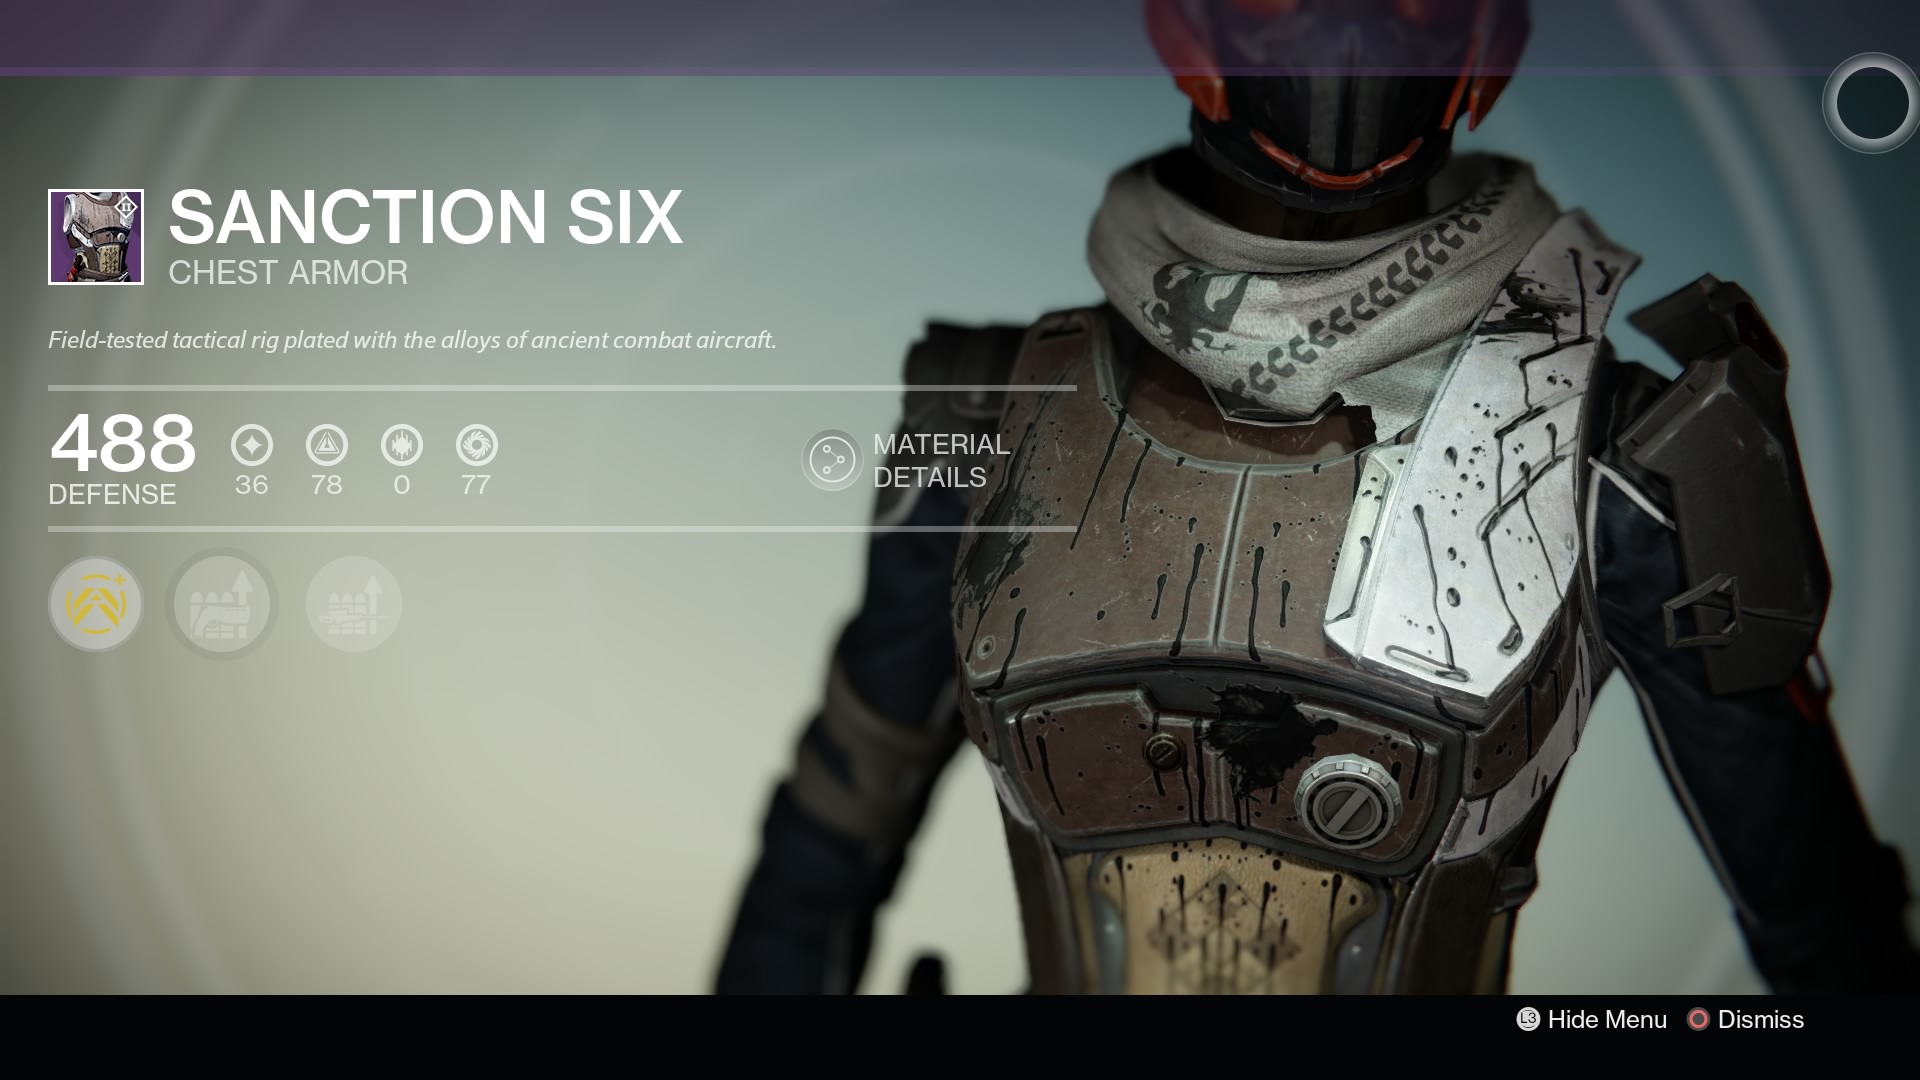 SANCTION SIX
CHEST ARMOR
Field-tested tactical rig plated with the alloys of ancient combat aircraft.
488
DEFENSE
36 78 0 77
MATERIAL
DETAILS
L3 Hide Menu Dismiss